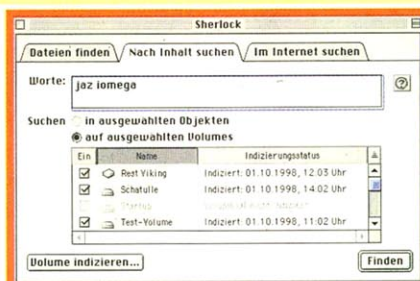 Sherlock
Dateien finden Nach Inhalt suchen Im Internet suchen
Worte: jaz iomega
Suchen in ausgewählten Objekten
auf ausgewählten Volumes
Ein Name Indizierungsstatus
Rest Viking Indiziert: 01.10.1998, 12.03 Uhr
Schatulle Indiziert: 01.10.1998, 14.02 Uhr
Startup
Test-Volume Indiziert: 01.10.1998, 11.02 Uhr
Volume indizieren... Finden